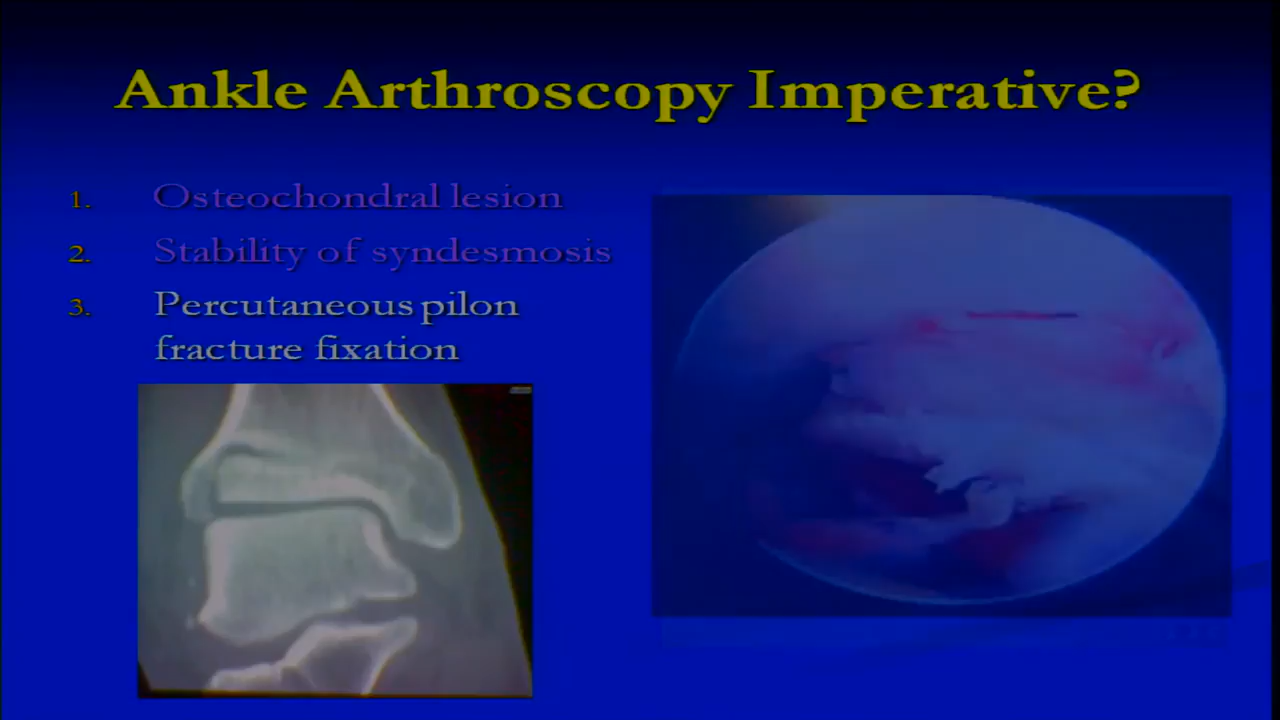 Ankle Arthroscopy Imperative?
1. Osteochondral lesion
2. Stability of syndesmosis
3. Percutaneous pilon
fracture fixation